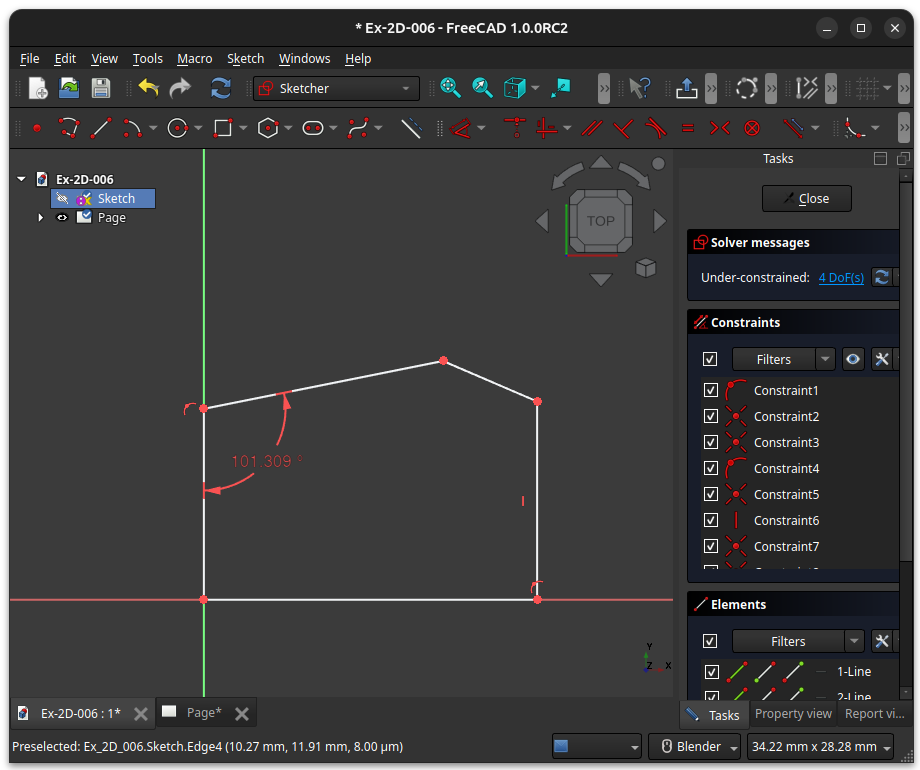 * Ex-2D-006 - FreeCAD 1.0.0RC2
File Edit View Tools Macro Sketch Windows Help
Sketcher
Ex-2D-006
Sketch
Page
TOP
101.309 °
Y
Z X
Tasks
Close
Solver messages
Under-constrained: 4 DoF(s)
Constraints
Filters
Constraint1
Constraint2
Constraint3
Constraint4
Constraint5
Constraint6
Constraint7
Elements
Filters
1-Line
2-Line
Ex-2D-006 : 1*
Page*
Tasks Property view Report vi...
Preselected: Ex_2D_006.Sketch.Edge4 (10.27 mm, 11.91 mm, 8.00 µm)
Blender
34.22 mm x 28.28 mm